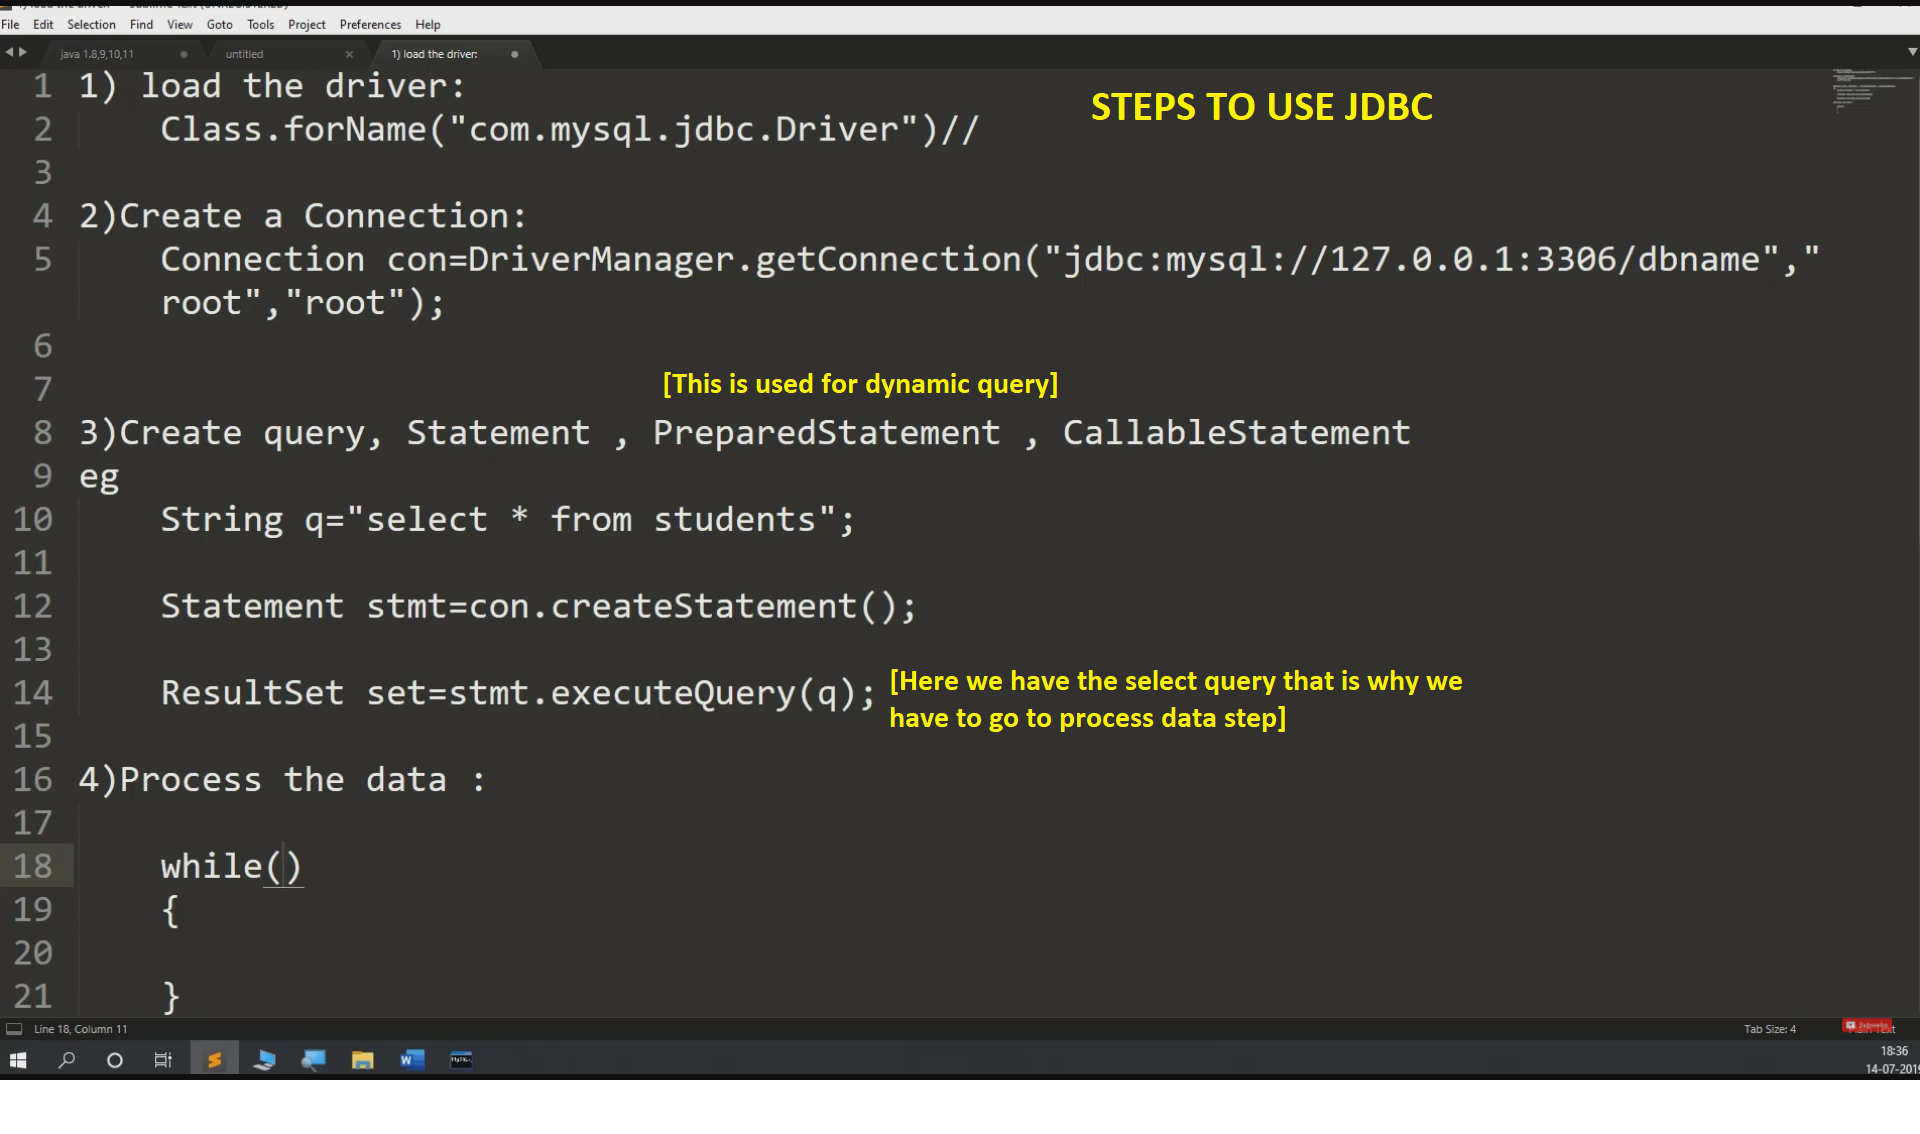 File Edit Selection Find View Goto Tools Project Preferences Help
java 1.8,9,10,11 untitled 1) load the driver:
STEPS TO USE JDBC
1 1) load the driver:
2 Class.forName("com.mysql.jdbc.Driver")//
3
4 2)Create a Connection:
5 Connection con=DriverManager.getConnection("jdbc:mysql://127.0.0.1:3306/dbname","
root","root");
6
7
[This is used for dynamic query]
8 3)Create query, Statement , PreparedStatement , CallableStatement
9 eg
10 String q="select * from students";
11
12 Statement stmt=con.createStatement();
13
14 ResultSet set=stmt.executeQuery(q);
[Here we have the select query that is why we
have to go to process data step]
15
16 4)Process the data :
17
18 while()
19 {
20
21 }
Line 18, Column 11 Tab Size: 4
18:36
14-07-2019